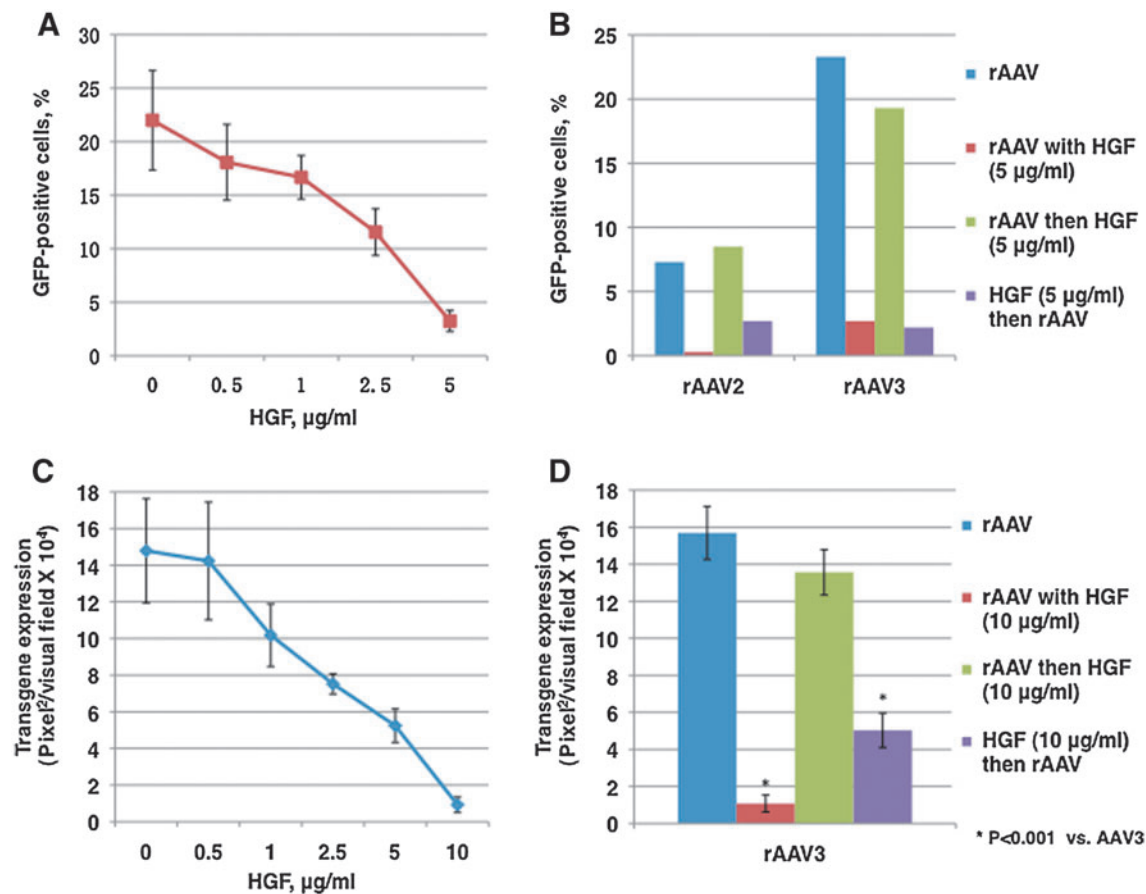 A
GFP-positive cells, %
30
25
20
15
10
5
0
0 0.5 1 2.5 5
HGF, µg/ml
B
GFP-positive cells, %
25
20
15
10
5
0
rAAV2 rAAV3
rAAV
rAAV with HGF
(5 µg/ml)
rAAV then HGF
(5 µg/ml)
HGF (5 µg/ml)
then rAAV
C
Transgene expression
(Pixel²/visual field X 10⁴)
18
16
14
12
10
8
6
4
2
0
0 0.5 1 2.5 5 10
HGF, µg/ml
D
Transgene expression
(Pixel²/visual field X 10⁴)
18
16
14
12
10
8
6
4
2
0
*
*
rAAV3
rAAV
rAAV with HGF
(10 µg/ml)
rAAV then HGF
(10 µg/ml)
HGF (10 µg/ml)
then rAAV
* P<0.001 vs. AAV3